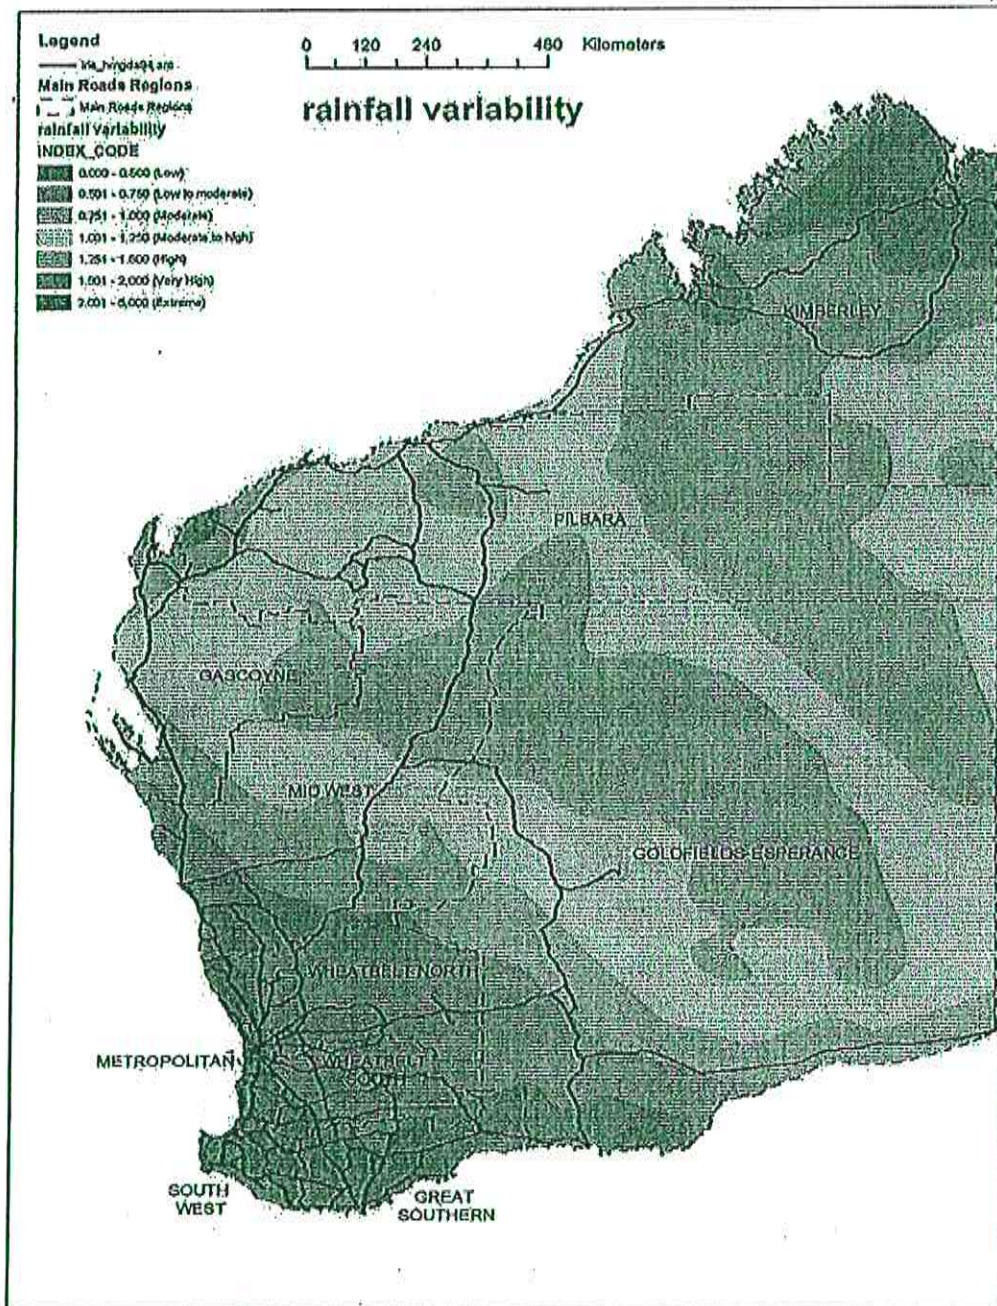 Legend
0 120 240 480 Kilometers
Main Roads Regions
Main Roads Regions
rainfall variability
rainfall variability
INDEX_CODE
0.000 - 0.500 (Low)
0.501 - 0.750 (Low to moderate)
0.751 - 1.000 (Moderate)
1.001 - 1.250 (Moderate to high)
1.251 - 1.500 (High)
1.501 - 2.000 (Very High)
2.001 - 5.000 (Extreme)
KIMBERLEY
PILBARA
GASCOYNE
MID WEST
GOLDFIELDS-ESPERANCE
WHEATBELT NORTH
METROPOLITAN
WHEATBELT
SOUTH
SOUTH
WEST
GREAT
SOUTHERN